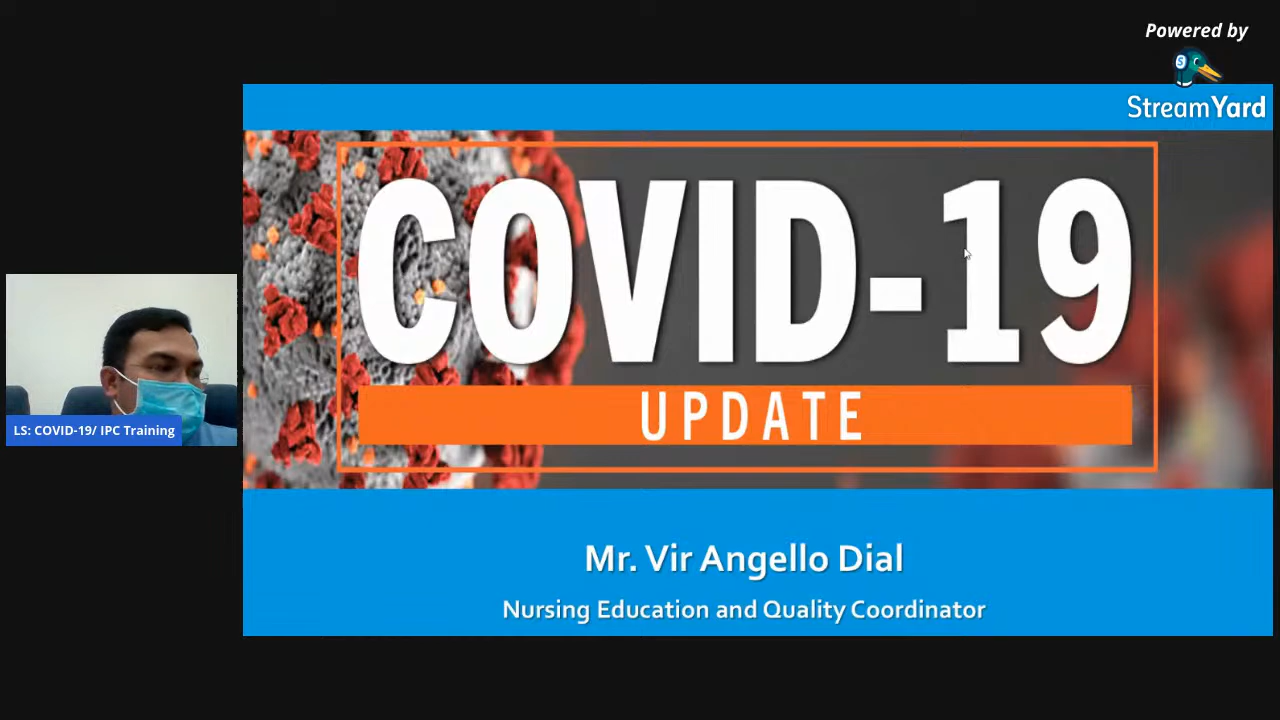 Powered by
StreamYard
COVID-19
UPDATE
LS: COVID-19/ IPC Training
Mr. Vir Angello Dial
Nursing Education and Quality Coordinator